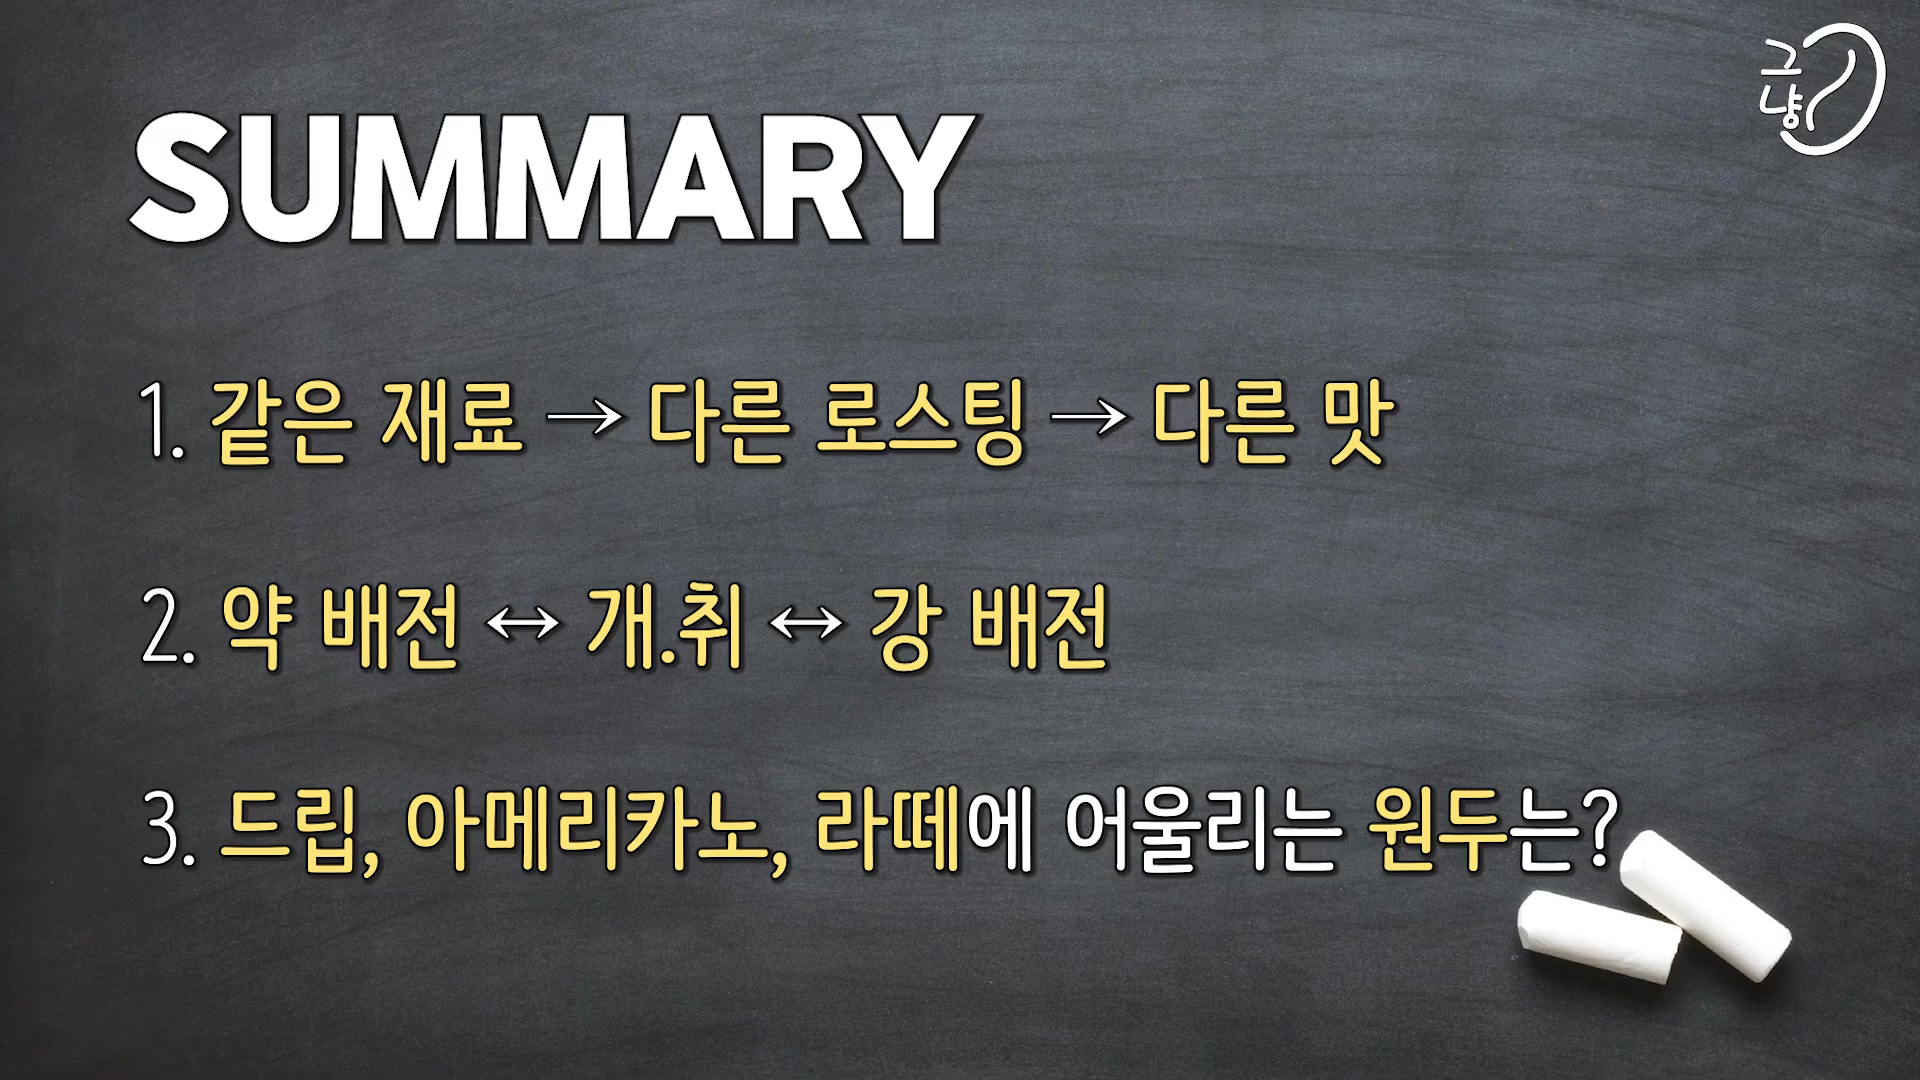 그냥
SUMMARY
1. 같은 재료 → 다른 로스팅 → 다른 맛
2. 약 배전 ↔ 개.취 ↔ 강 배전
3. 드립, 아메리카노, 라떼에 어울리는 원두는?